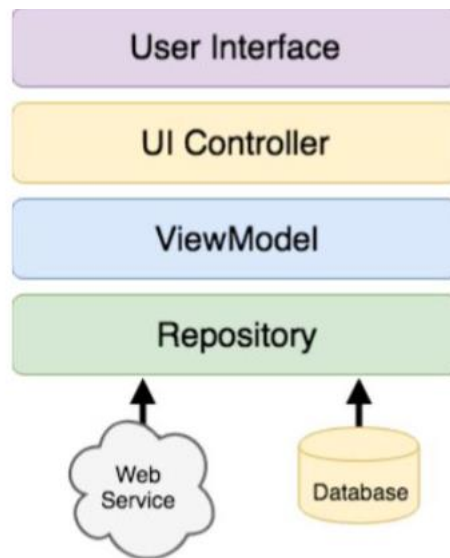 User Interface
UI Controller
ViewModel
Repository
Web
Service
Database